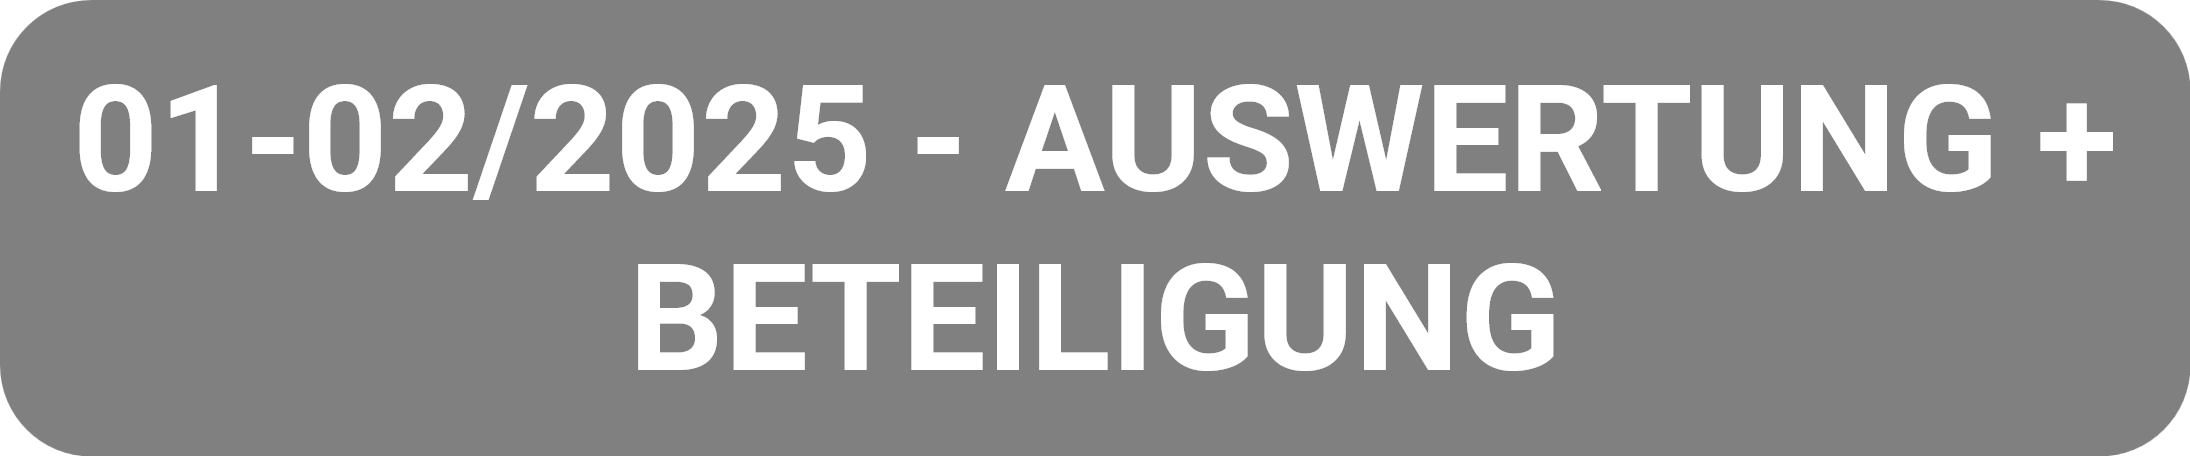 01-02/2025 - AUSWERTUNG +
BETEILIGUNG